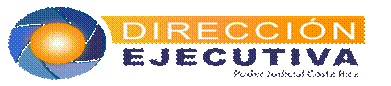 DIRECCIÓN
EJECUTIVA
Poder Judicial Costa Rica